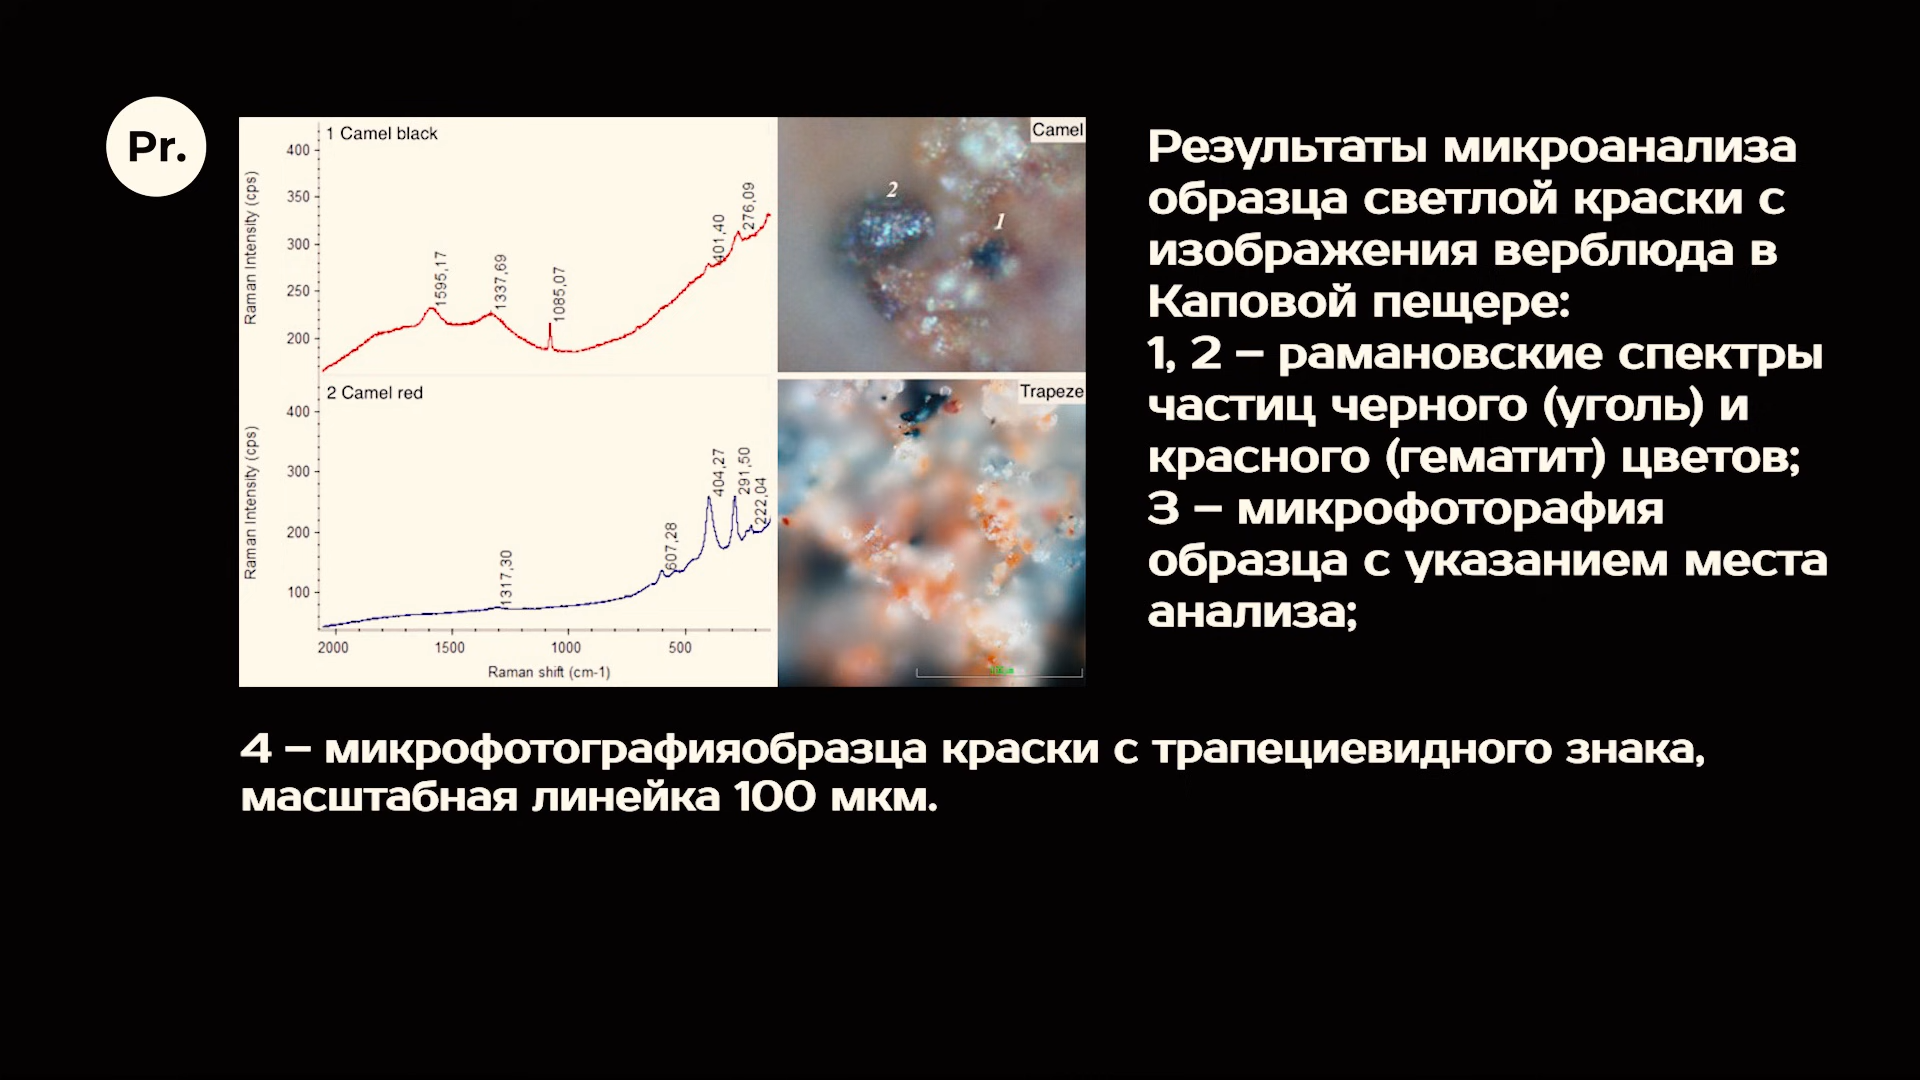 Pr.
1 Camel black
Raman Intensity (cps)
400
350
300
250
200
1595,17
1337,69
1085,07
401,40
276,09
Camel
2
1
2 Camel red
Raman Intensity (cps)
400
300
200
100
1317,30
607,28
404,27
291,50
222,04
2000 1500 1000 500
Raman shift (cm-1)
Trapeze
Результаты микроанализа
образца светлой краски с
изображения верблюда в
Каповой пещере:
1, 2 – рамановские спектры
частиц черного (уголь) и
красного (гематит) цветов;
3 – микрофоторафия
образца с указанием места
анализа;
4 – микрофотографияобразца краски с трапециевидного знака,
масштабная линейка 100 мкм.